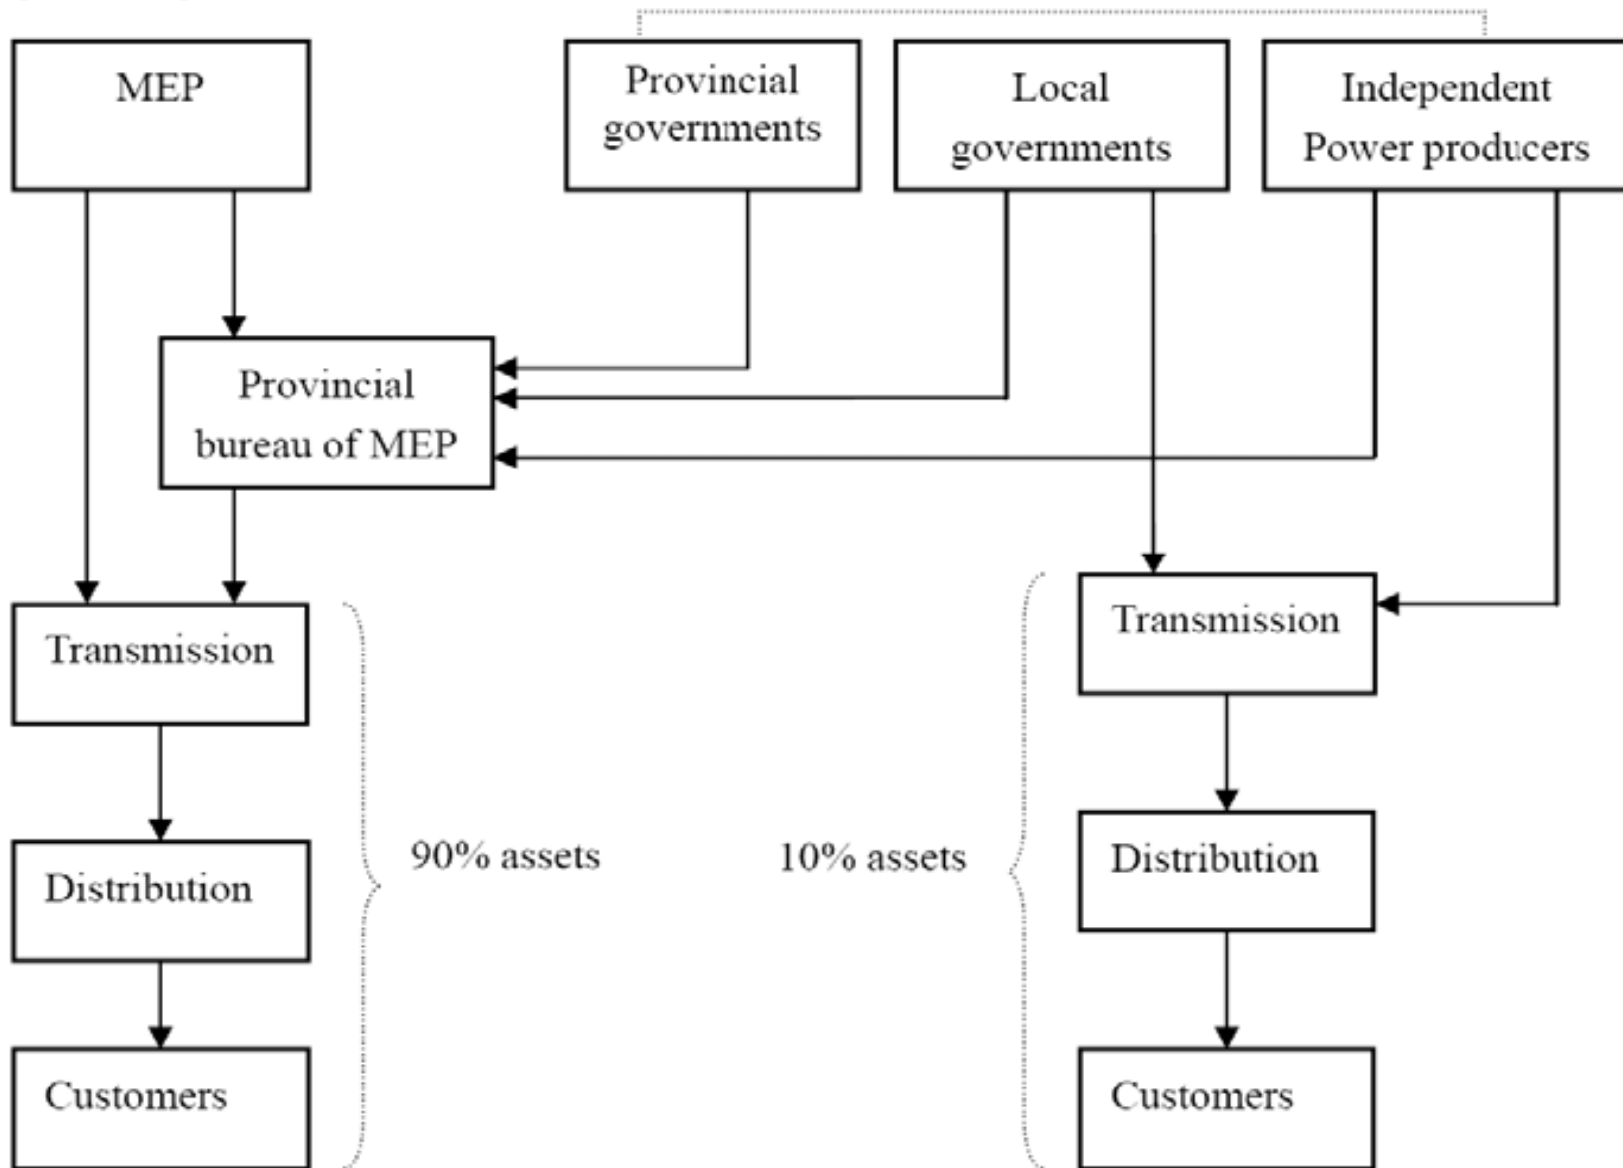 MEP
Provincial
governments
Local
governments
Independent
Power producers
Provincial
bureau of MEP
Transmission
Transmission
Distribution
90% assets
10% assets
Distribution
Customers
Customers